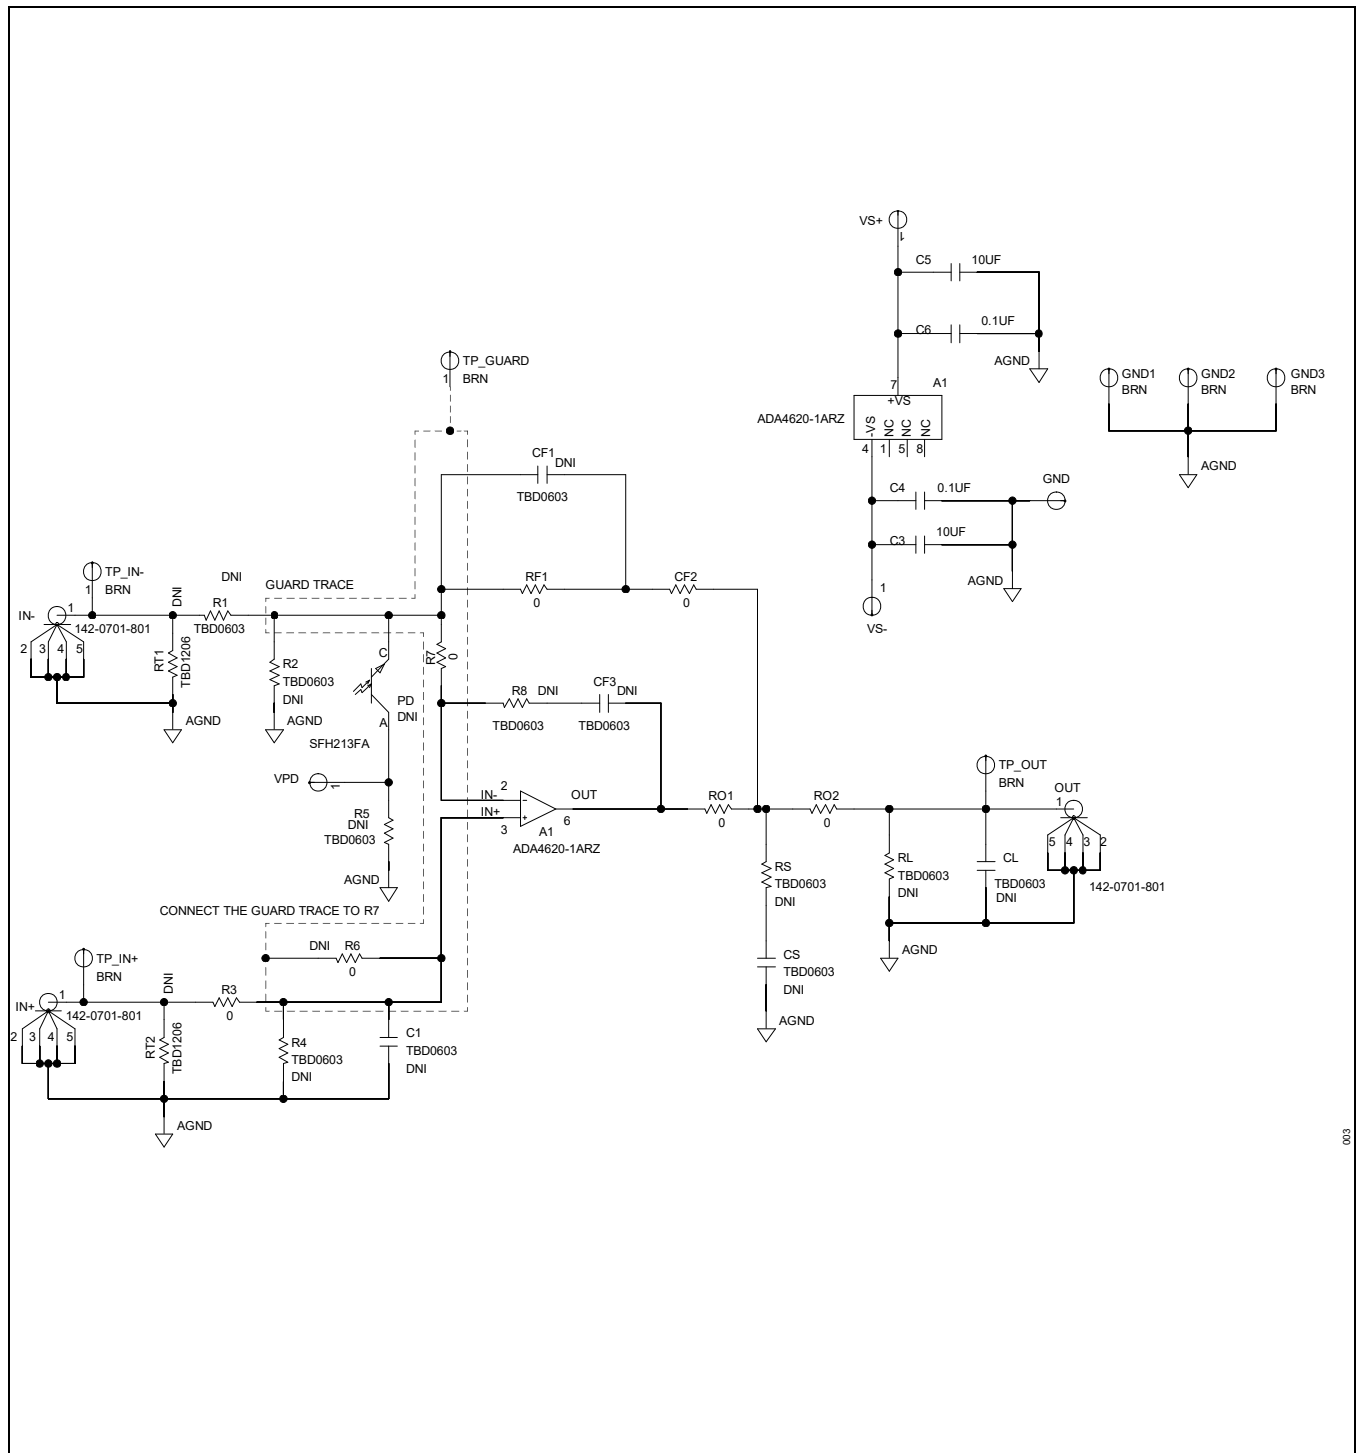 VS+
1
C5
10UF
C6
0.1UF
AGND
7
A1
+VS
ADA4620-1ARZ
-VS
NC
NC
NC
4
1
5
8
C4
0.1UF
GND
C3
10UF
AGND
1
VS-
GND1
BRN
GND2
BRN
GND3
BRN
AGND
TP_GUARD
1
BRN
CF1
DNI
TBD0603
TP_IN-
1
BRN
DNI
DNI
GUARD TRACE
RF1
0
CF2
0
IN-
1
142-0701-801
R1
TBD0603
2
3
4
5
RT1
TBD1206
R2
TBD0603
DNI
AGND
AGND
C
PD
DNI
A
SFH213FA
R7
0
R8
DNI
CF3
DNI
TBD0603
TBD0603
VPD
1
R5
DNI
TBD0603
AGND
IN-
2
IN+
3
OUT
6
A1
ADA4620-1ARZ
RO1
0
RO2
0
TP_OUT
BRN
OUT
1
5
4
3
2
142-0701-801
RS
TBD0603
DNI
RL
TBD0603
DNI
CL
TBD0603
DNI
AGND
CS
TBD0603
DNI
AGND
CONNECT THE GUARD TRACE TO R7
DNI
R6
0
TP_IN+
BRN
DNI
IN+
1
142-0701-801
R3
0
2
3
4
5
RT2
TBD1206
R4
TBD0603
DNI
C1
TBD0603
DNI
AGND
003